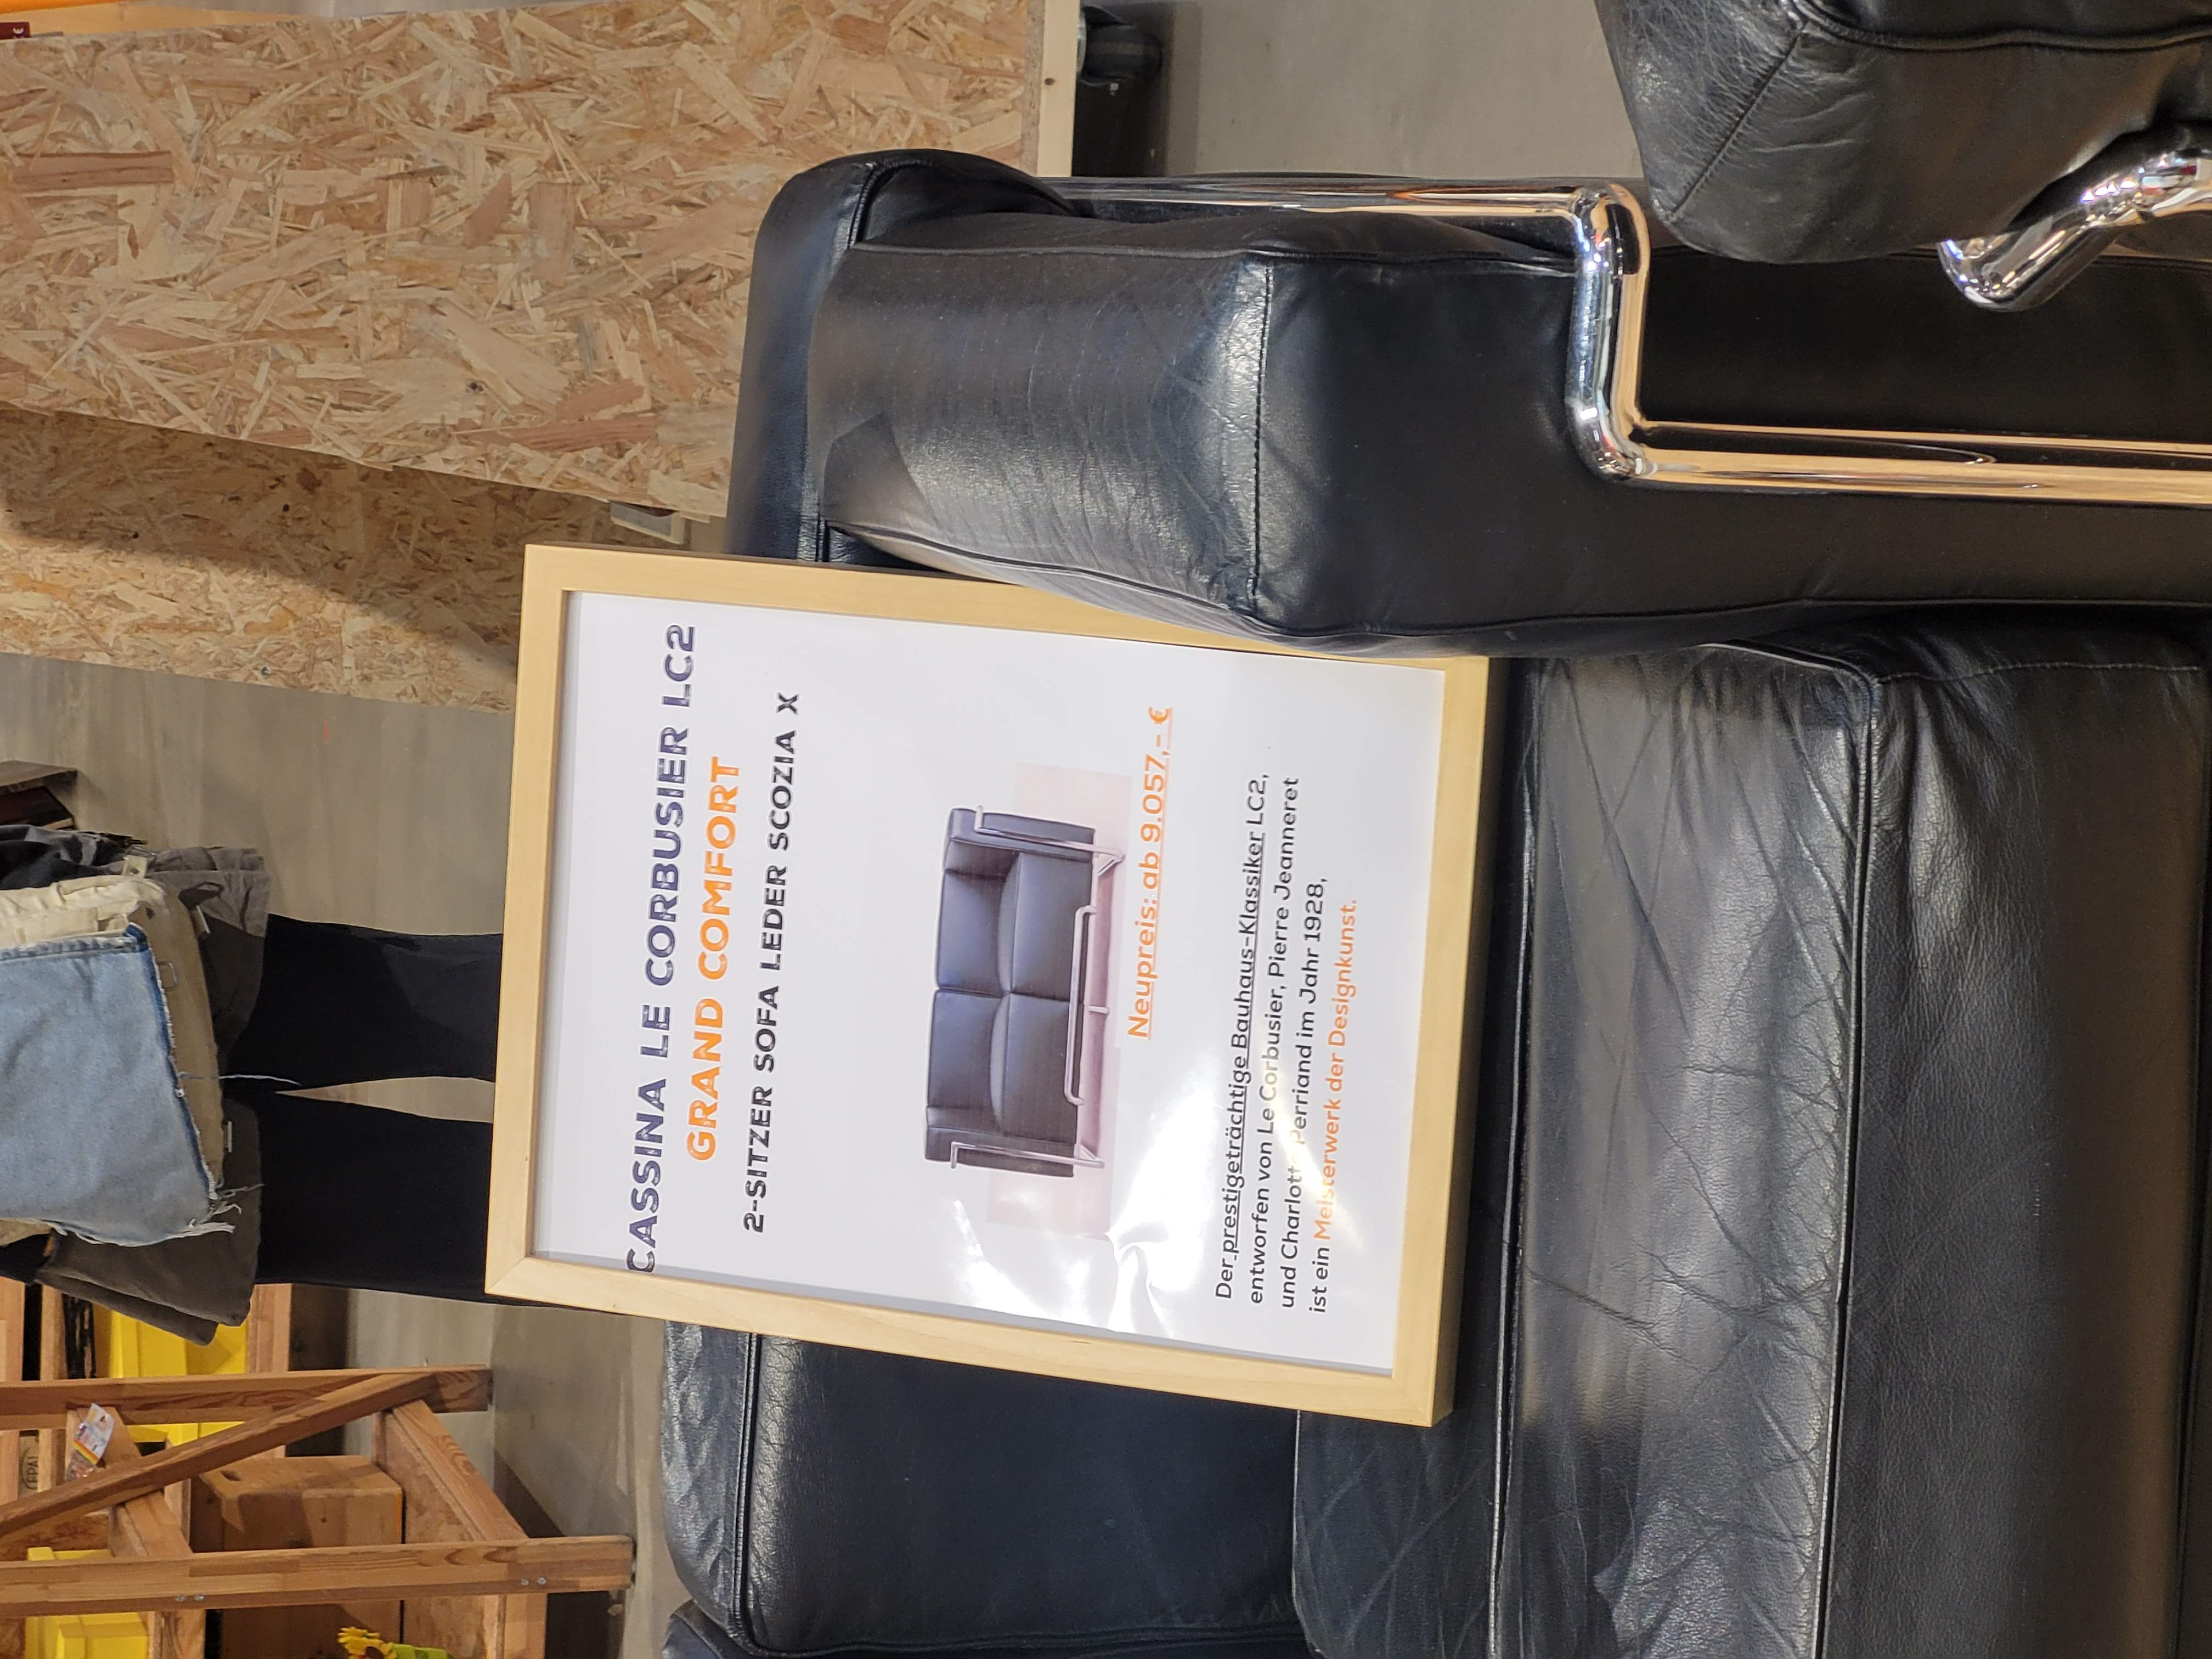 CASSINA LE CORBUSIER LC2
GRAND COMFORT
2-SITZER SOFA LEDER SCOZIA X
Neupreis: ab 9.057,- €
Der prestigeträchtige Bauhaus-Klassiker LC2,
entworfen von Le Corbusier, Pierre Jeanneret
und Charlotte Perriand im Jahr 1928,
ist ein Meisterwerk der Designkunst.